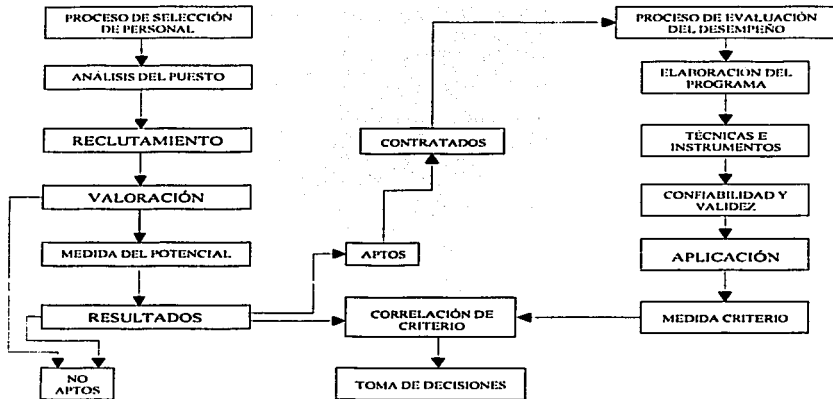 PROCESO DE SELECCIÓN
DE PERSONAL
ANÁLISIS DEL PUESTO
RECLUTAMIENTO
VALORACIÓN
MEDIDA DEL POTENCIAL
RESULTADOS
NO
APTOS
CONTRATADOS
APTOS
CORRELACIÓN DE
CRITERIO
TOMA DE DECISIONES
PROCESO DE EVALUACIÓN
DEL DESEMPEÑO
ELABORACION DEL
PROGRAMA
TÉCNICAS E
INSTRUMENTOS
CONFIABILIDAD Y
VALIDEZ
APLICACIÓN
MEDIDA CRITERIO